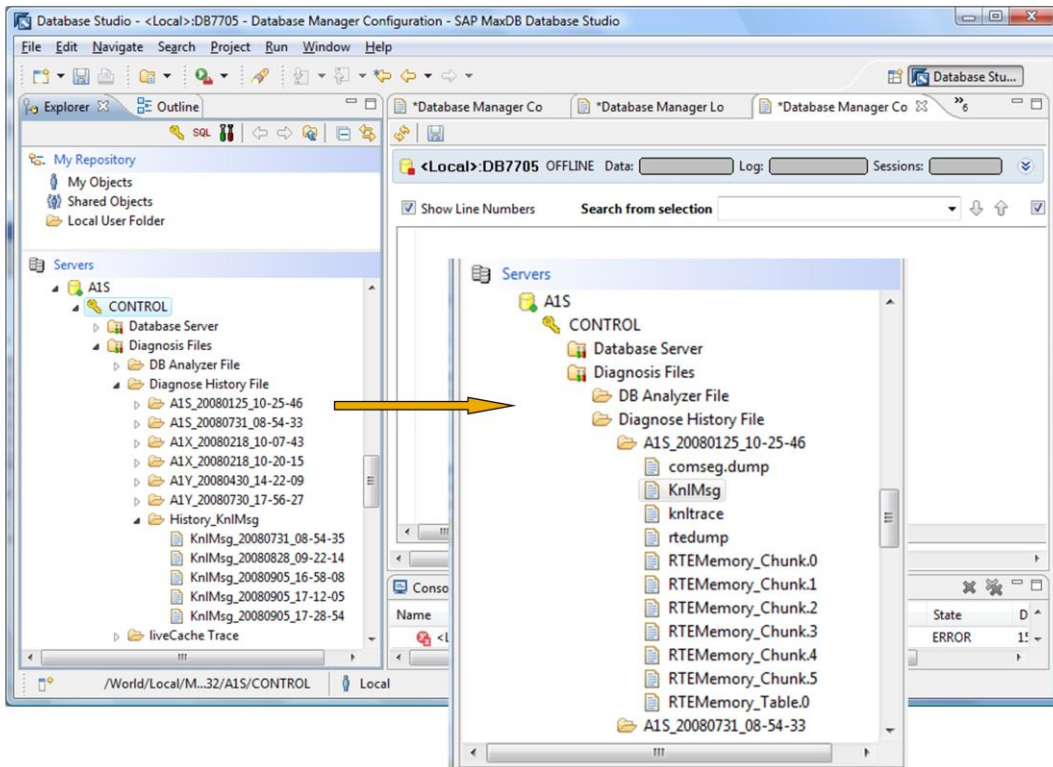 Database Studio - <Local>:DB7705 - Database Manager Configuration - SAP MaxDB Database Studio
File Edit Navigate Search Project Run Window Help
Database Stu...
Explorer
Outline
SQL
My Repository
My Objects
Shared Objects
Local User Folder
Servers
A1S
CONTROL
Database Server
Diagnosis Files
DB Analyzer File
Diagnose History File
A1S_20080125_10-25-46
A1S_20080731_08-54-33
A1X_20080218_10-07-43
A1X_20080218_10-20-15
A1Y_20080430_14-22-09
A1Y_20080730_17-56-27
History_KnlMsg
KnlMsg_20080731_08-54-35
KnlMsg_20080828_09-22-14
KnlMsg_20080905_16-58-08
KnlMsg_20080905_17-12-05
KnlMsg_20080905_17-28-54
liveCache Trace
*Database Manager Co
*Database Manager Lo
*Database Manager Co
»6
<Local>:DB7705 OFFLINE Data: Log: Sessions:
Show Line Numbers Search from selection
Servers
A1S
CONTROL
Database Server
Diagnosis Files
DB Analyzer File
Diagnose History File
A1S_20080125_10-25-46
comseg.dump
KnlMsg
knltrace
rtedump
RTEMemory_Chunk.0
RTEMemory_Chunk.1
RTEMemory_Chunk.2
RTEMemory_Chunk.3
RTEMemory_Chunk.4
RTEMemory_Chunk.5
RTEMemory_Table.0
A1S_20080731_08-54-33
Conso
Name
State
D
<L
ERROR
15
/World/Local/M...32/A1S/CONTROL
Local